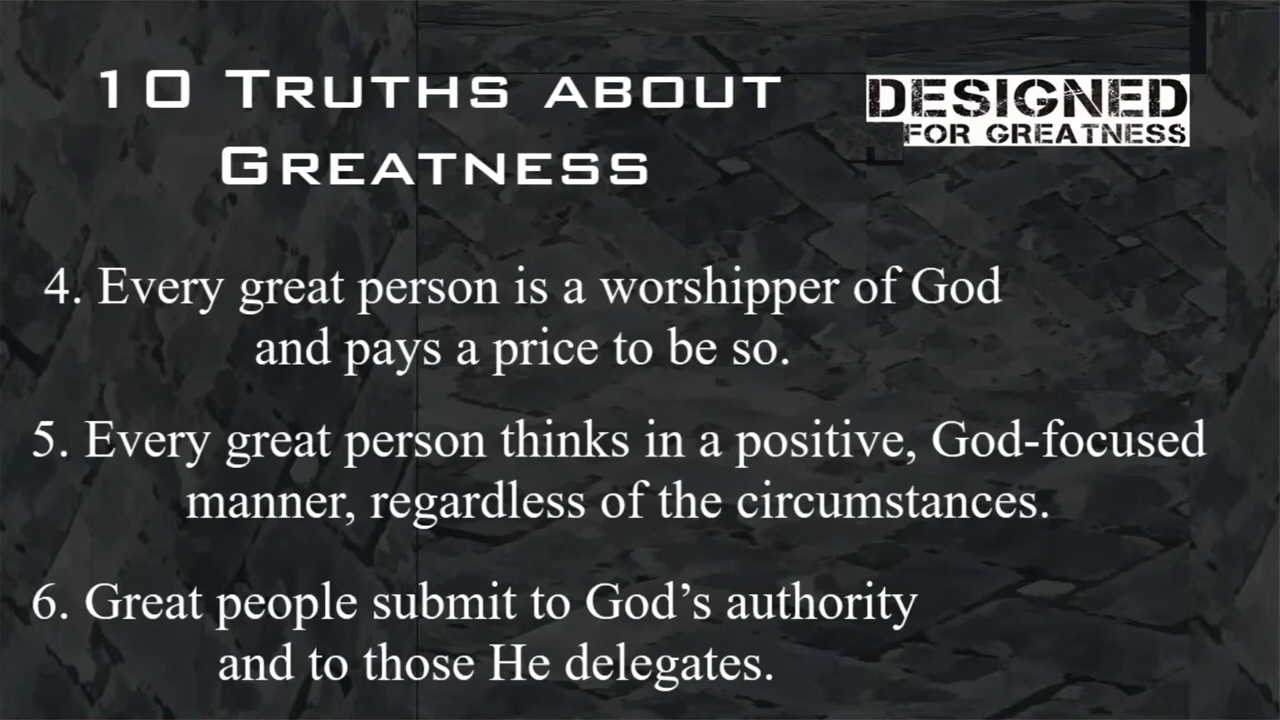 10 Truths about
Greatness
DESIGNED
FOR GREATNESS
4. Every great person is a worshipper of God
and pays a price to be so.
5. Every great person thinks in a positive, God-focused
manner, regardless of the circumstances.
6. Great people submit to God’s authority
and to those He delegates.